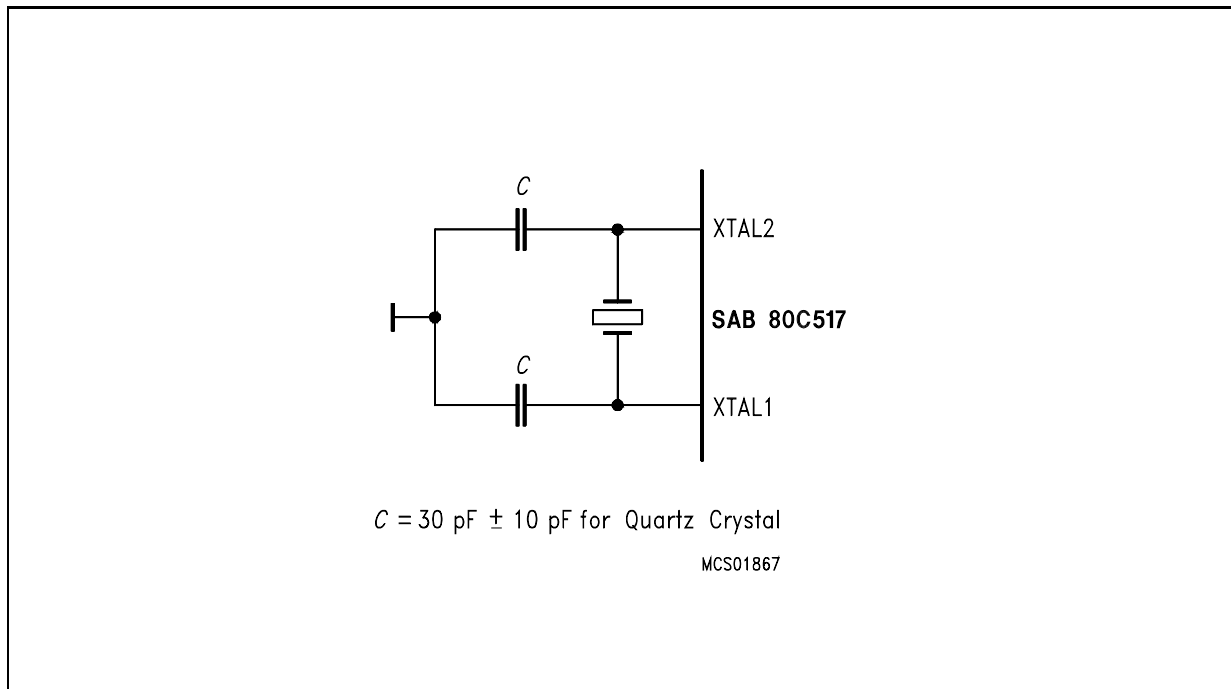 C
XTAL2
SAB 80C517
C
XTAL1
C = 30 pF ± 10 pF for Quartz Crystal
MCS01867